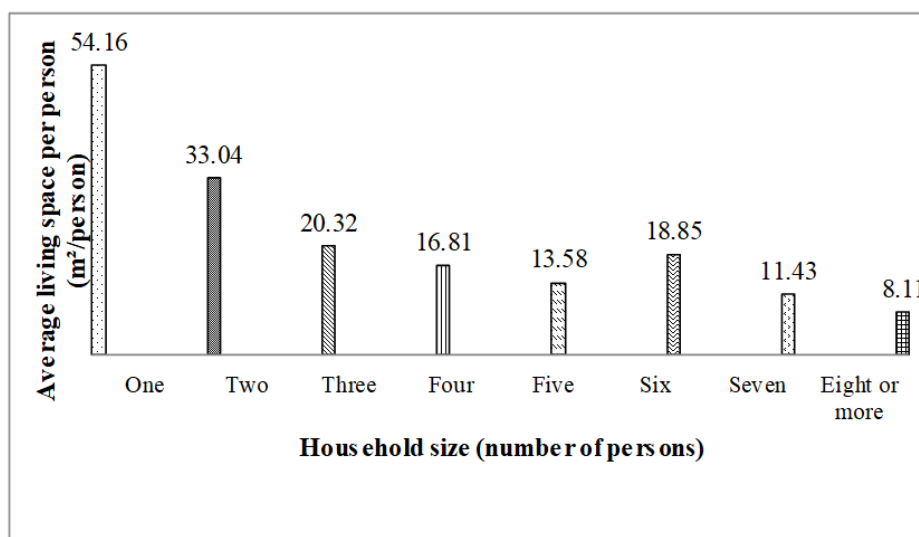 Average living space per person
(m²/person)
54.16
33.04
20.32
16.81
13.58
18.85
11.43
8.11
One
Two
Three
Four
Five
Six
Seven
Eight or
more
Household size (number of persons)